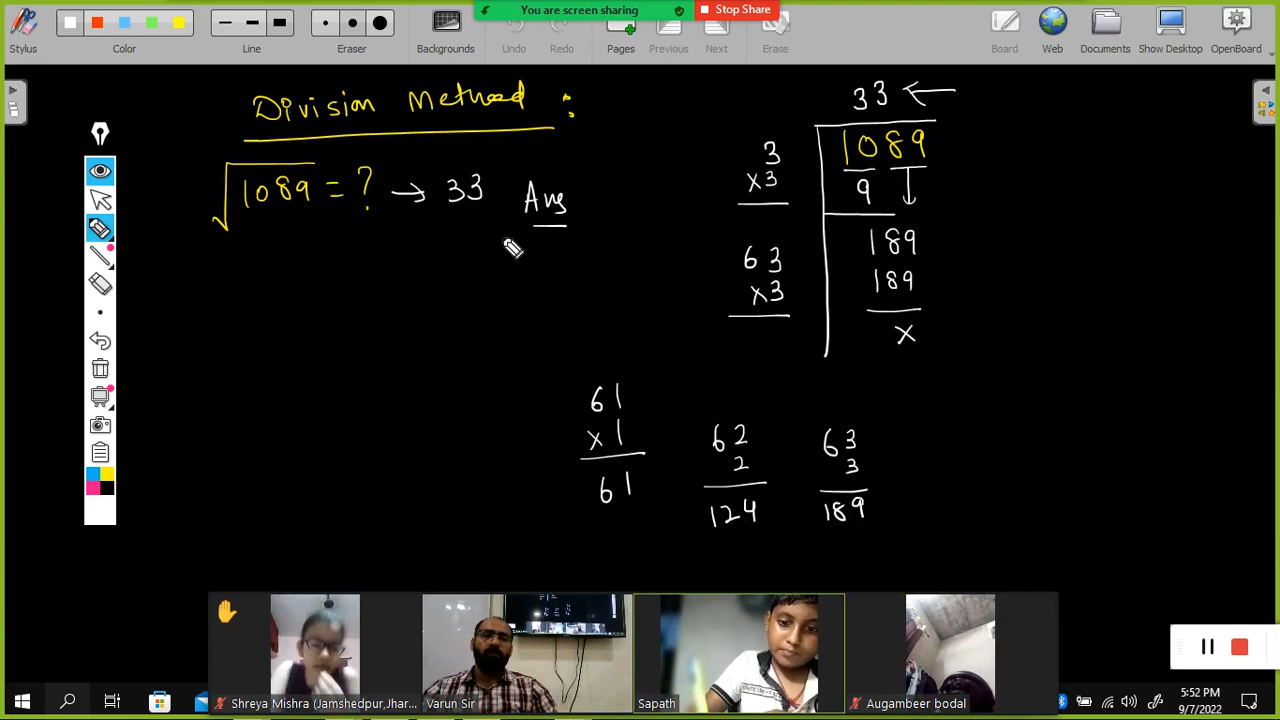 You are screen sharing Stop Share
Stylus Color Line Eraser Backgrounds Undo Redo Pages Previous Next Erase Board Web Documents Show Desktop OpenBoard
Division Method :
√1089 = ? → 33 Ans
33 ←
3
x3
1089
9 ↓
63
x3
189
189
x
61
x 1
61
62
2
124
63
3
189
Shreya Mishra (Jamshedpur,Jhar...
Varun Sir
Sapath
Augambeer bodal
5:52 PM
9/7/2022